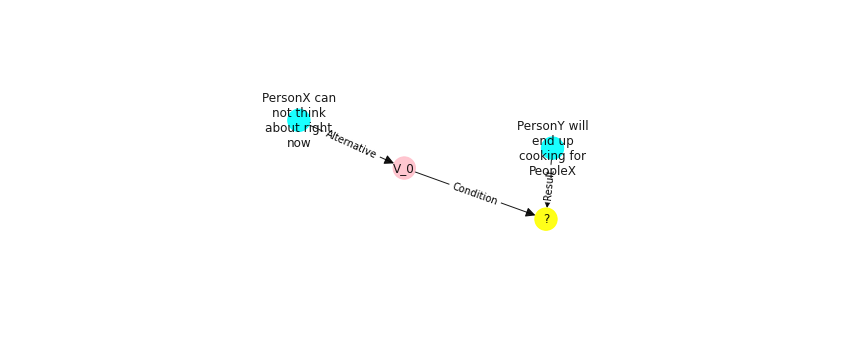 PersonX can
not think
about right
now
Alternative
V_0
Condition
PersonY will
end up
cooking for
PeopleX
Result
?